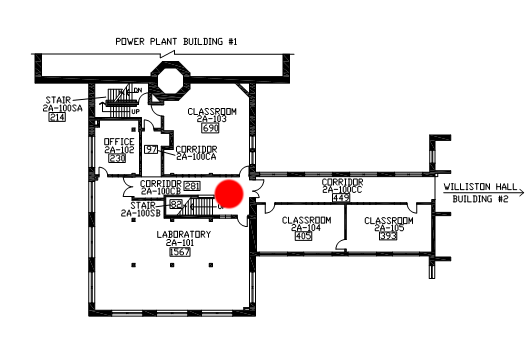 POWER PLANT BUILDING #1
DN
STAIR
2A-100SA
214
UP
CLASSROOM
2A-103
690
OFFICE
2A-102
230
97
CORRIDOR
2A-100CA
CORRIDOR 281
2A-100CB
CORRIDOR
2A-100CC
449
WILLISTON HALL
BUILDING #2
STAIR 82
2A-100SB
CLASSROOM
2A-104
405
CLASSROOM
2A-105
393
LABORATORY
2A-101
1567